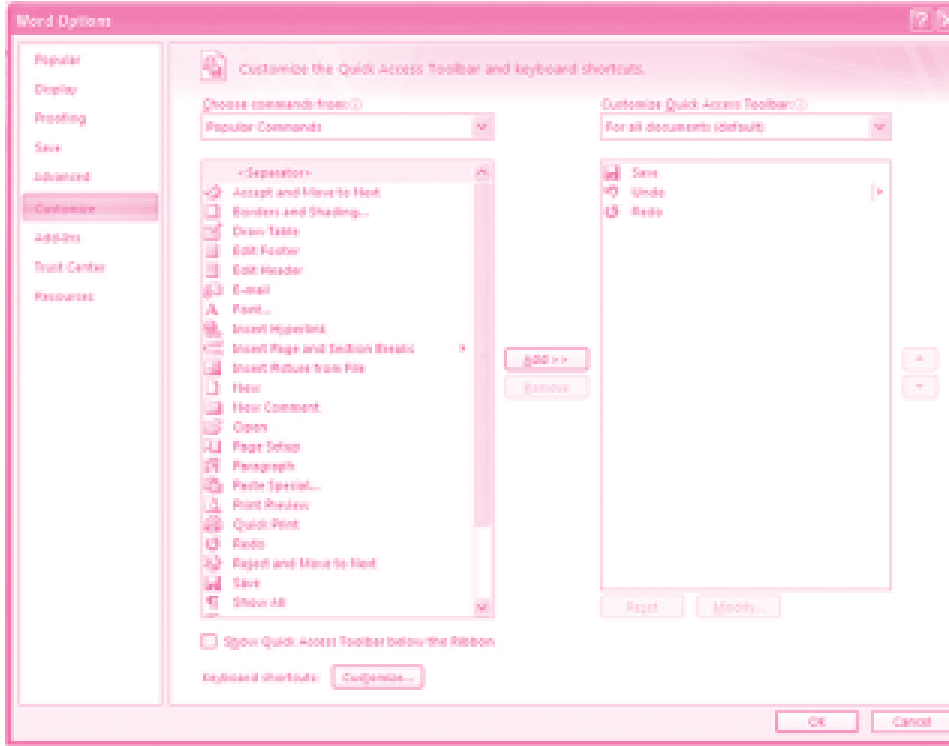 Word Options
Popular
Display
Proofing
Save
Advanced
Customize
Add-Ins
Trust Center
Resources
Customize the Quick Access Toolbar and keyboard shortcuts.
Choose commands from:
Popular Commands
<Separator>
Accept and Move to Next
Borders and Shading...
Draw Table
Edit Footer
Edit Header
E-mail
Font...
Insert Hyperlink
Insert Page and Section Breaks
Insert Picture from File
New
New Comment
Open
Page Setup
Paragraph
Paste Special...
Print Preview
Quick Print
Redo
Reject and Move to Next
Save
Show All
Add >>
Remove
Customize Quick Access Toolbar:
For all documents (default)
Save
Undo
Redo
Reset
Modify...
Show Quick Access Toolbar below the Ribbon
Keyboard shortcuts:
Customize...
OK
Cancel